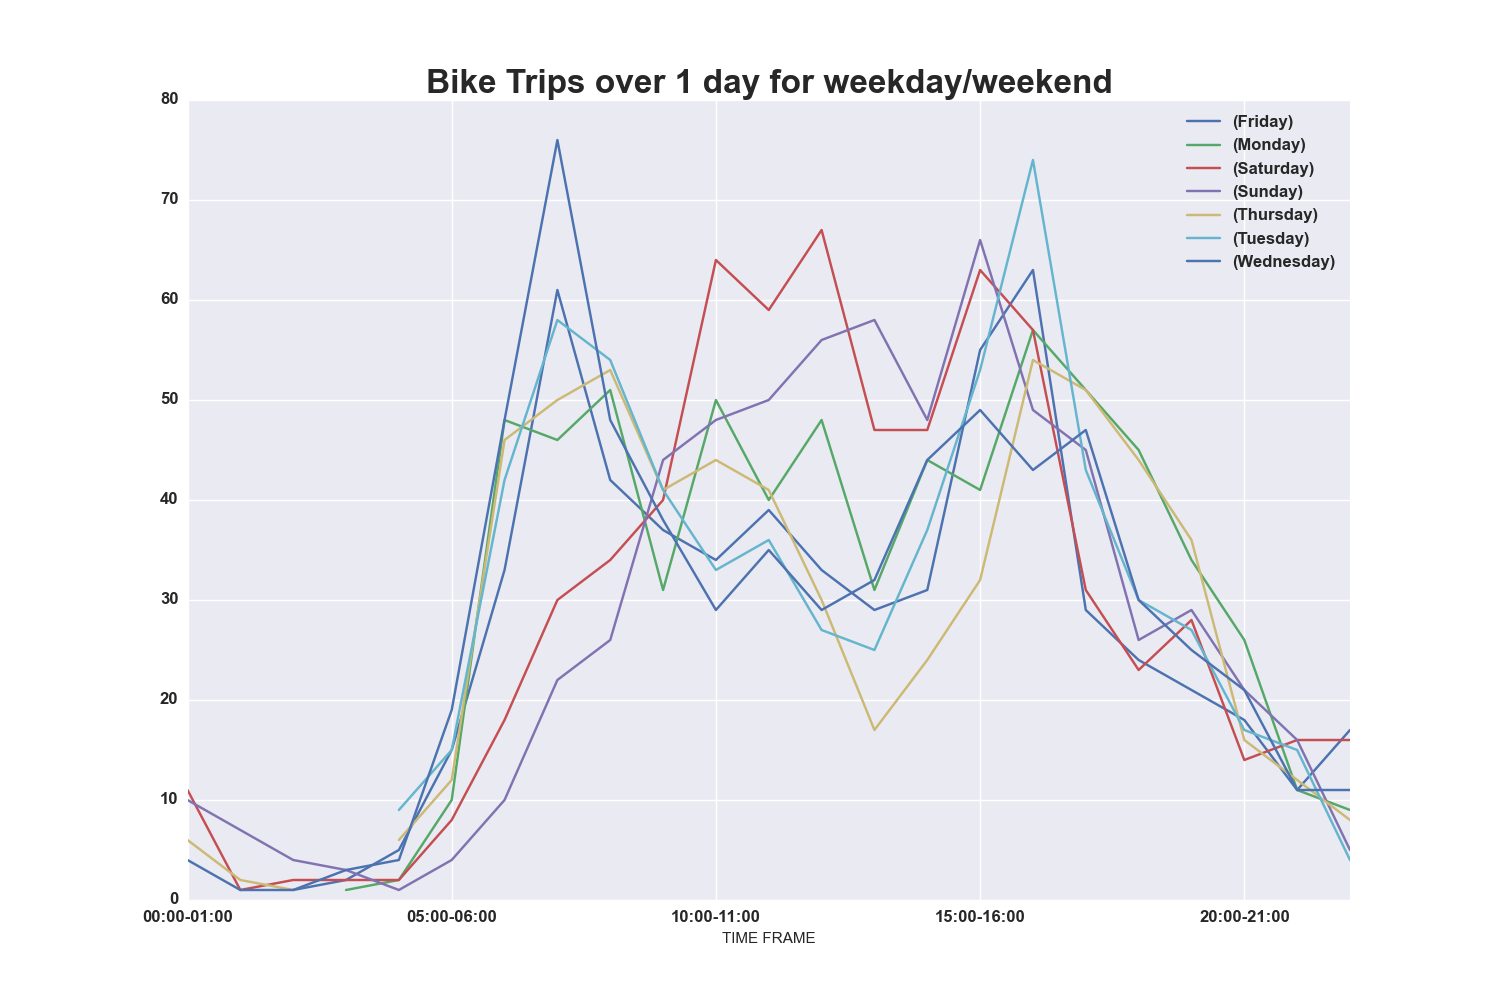 Bike Trips over 1 day for weekday/weekend
80
70
60
50
40
30
20
10
0
(Friday)
(Monday)
(Saturday)
(Sunday)
(Thursday)
(Tuesday)
(Wednesday)
00:00-01:00 05:00-06:00 10:00-11:00 15:00-16:00 20:00-21:00
TIME FRAME